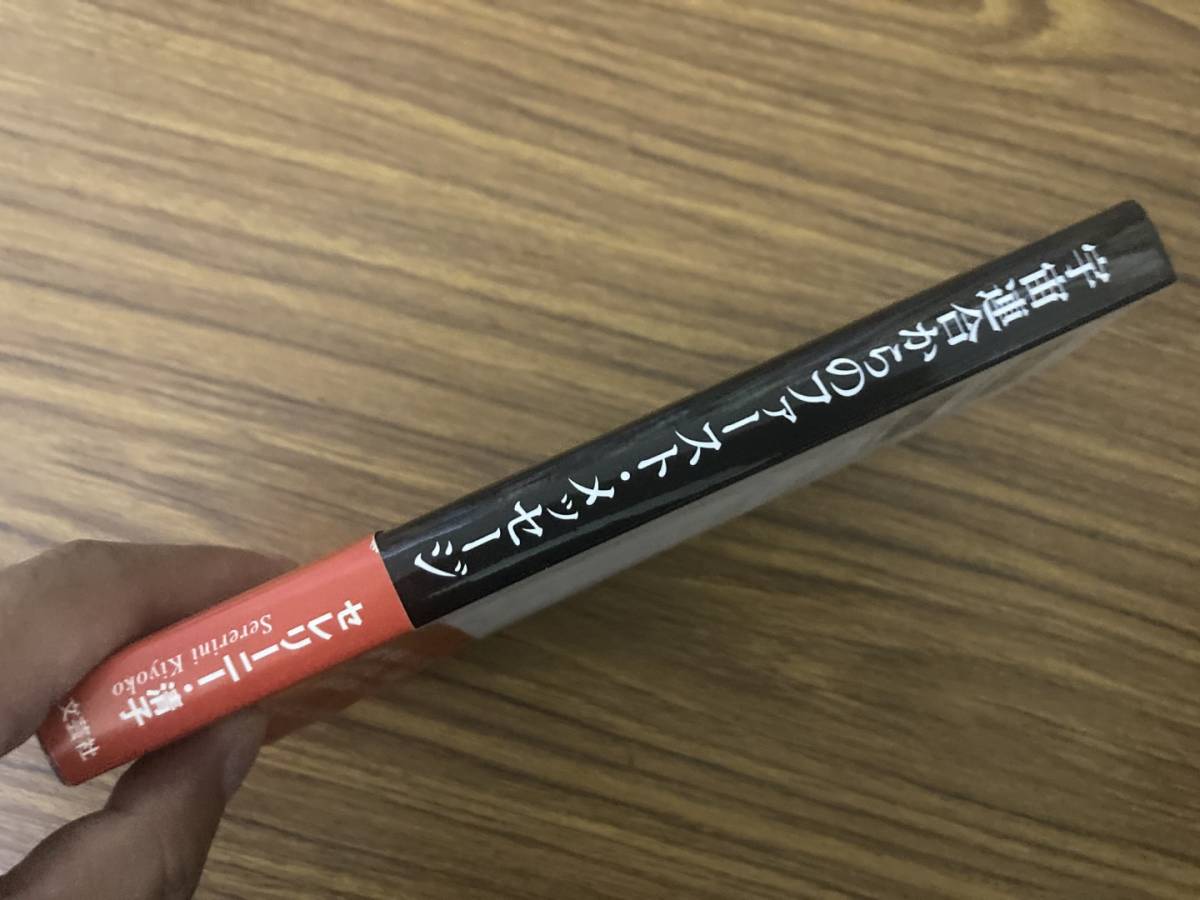 宇宙連合からのファースト・メッセージ
セレリーニー・清子
Sererini Kiyoko
文芸社